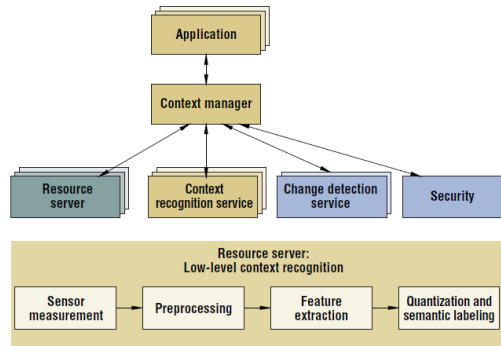 Application
Context manager
Resource
server
Context
recognition service
Change detection
service
Security
Resource server:
Low-level context recognition
Sensor
measurement
Preprocessing
Feature
extraction
Quantization and
semantic labeling